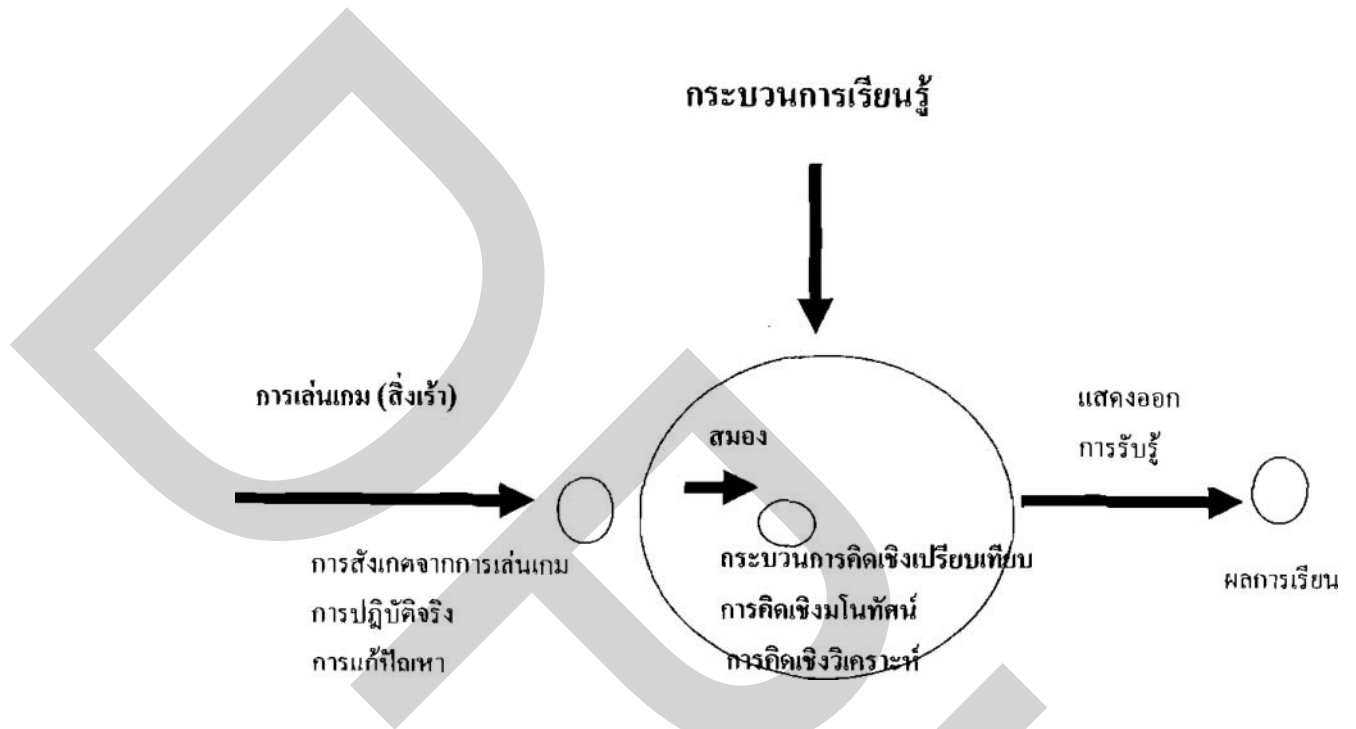 กระบวนการเรียนรู้
การเล่นเกม (สิ่งเร้า)
สมอง
แสดงออก
การรับรู้
การสังเกตจากการเล่นเกม
การปฏิบัติจริง
การแก้ปัญหา
กระบวนการคิดเชิงเปรียบเทียบ
การคิดเชิงมโนทัศน์
การคิดเชิงวิเคราะห์
ผลการเรียน